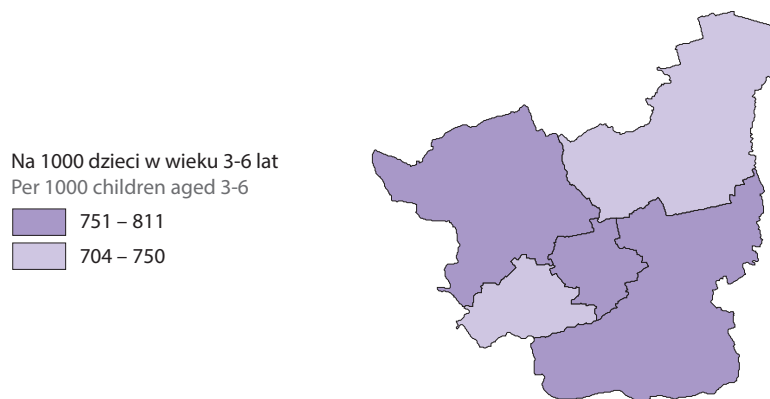 Na 1000 dzieci w wieku 3-6 lat
Per 1000 children aged 3-6
751 – 811
704 – 750